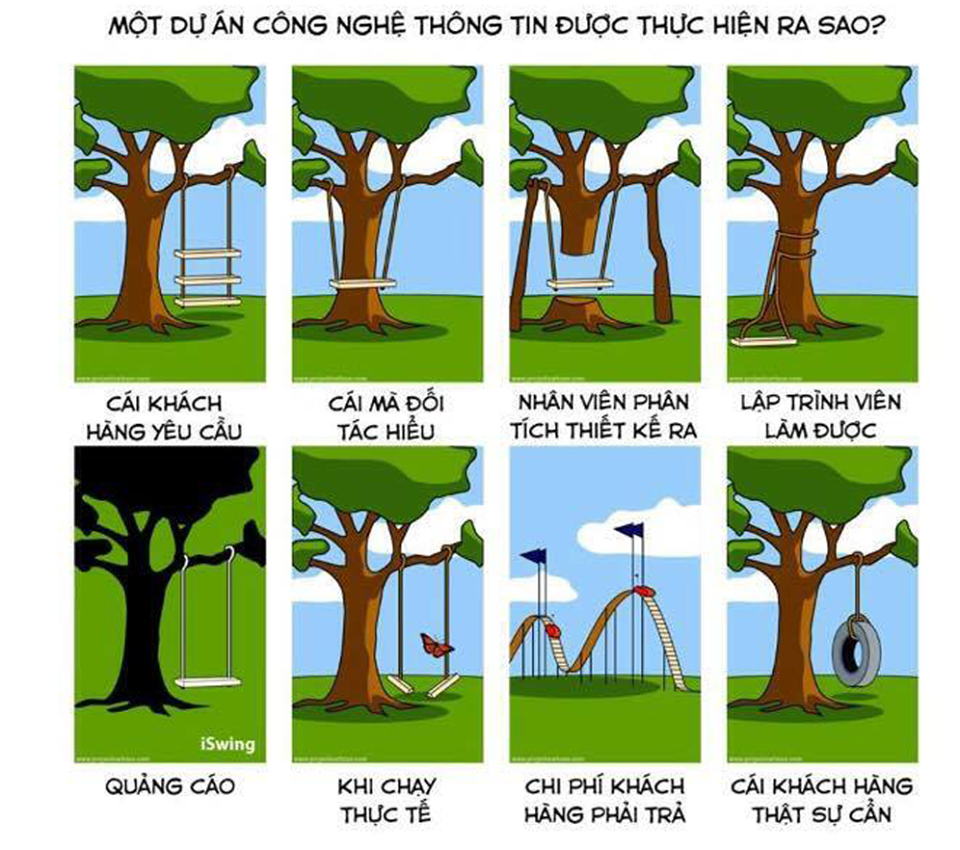 MỘT DỰ ÁN CÔNG NGHỆ THÔNG TIN ĐƯỢC THỰC HIỆN RA SAO?
CÁI KHÁCH
HÀNG YÊU CẦU
CÁI MÀ ĐỐI
TÁC HIỂU
NHÂN VIÊN PHÂN
TÍCH THIẾT KẾ RA
LẬP TRÌNH VIÊN
LÀM ĐƯỢC
iSwing
QUẢNG CÁO
KHI CHẠY
THỰC TẾ
CHI PHÍ KHÁCH
HÀNG PHẢI TRẢ
CÁI KHÁCH HÀNG
THẬT SỰ CẦN